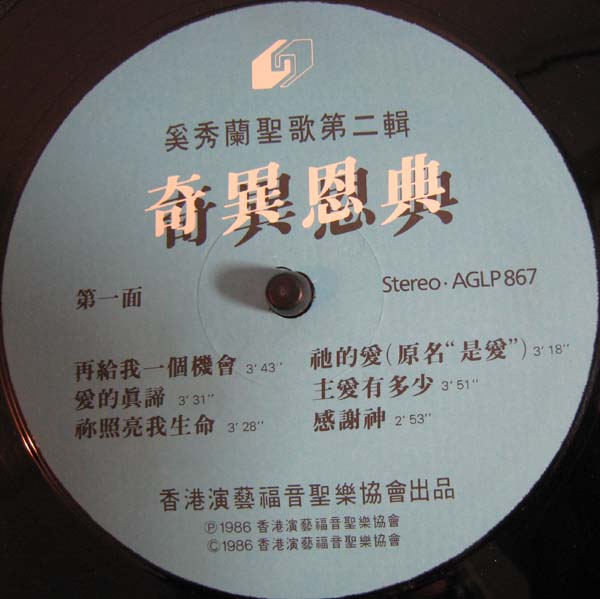 奚秀蘭聖歌第二輯
奇異恩典
第一面
Stereo·AGLP867
再給我一個機會 3'43''
愛的眞諦 3'31''
祢照亮我生命 3'28''
祂的愛(原名“是愛”) 3'18''
主愛有多少 3'51''
感謝神 2'53''
香港演藝福音聖樂協會出品
Ⓟ1986 香港演藝福音聖樂協會
©1986 香港演藝福音聖樂協會